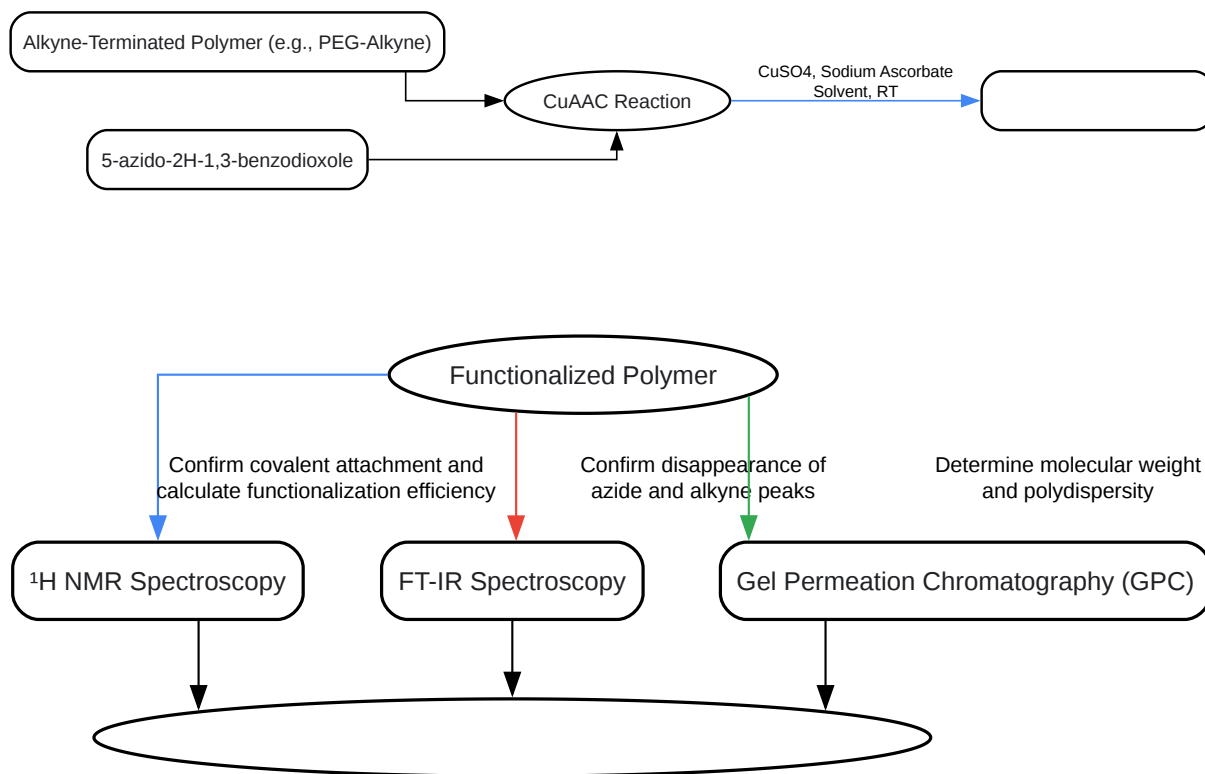 Alkyne-Terminated Polymer (e.g., PEG-Alkyne)
CuAAC Reaction
CuSO4, Sodium Ascorbate
Solvent, RT
5-azido-2H-1,3-benzodioxole
Functionalized Polymer
Confirm covalent attachment and
calculate functionalization efficiency
Confirm disappearance of
azide and alkyne peaks
Determine molecular weight
and polydispersity
¹H NMR Spectroscopy
FT-IR Spectroscopy
Gel Permeation Chromatography (GPC)